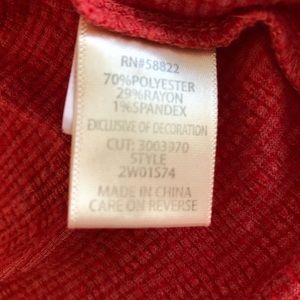 RN#58822
70%POLYESTER
29%RAYON
1%SPANDEX
EXCLUSIVE OF DECORATION
CUT: 3003970
STYLE
2W01S74
MADE IN CHINA
CARE ON REVERSE